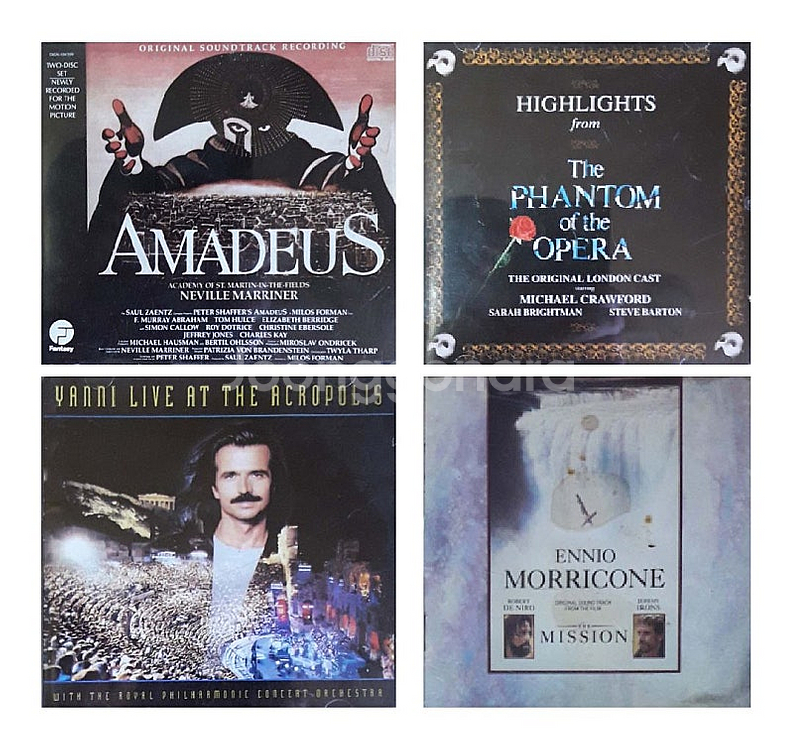 ORIGINAL SOUNDTRACK RECORDING
TWO-DISC
SET
NEWLY
RECORDED
FOR THE
MOTION
PICTURE
AMADEUS
ACADEMY OF ST. MARTIN-IN-THE-FIELDS
NEVILLE MARRINER
SAUL ZAENTZ PETER SHAFFER'S AMADEUS MILOS FORMAN
F. MURRAY ABRAHAM TOM HULCE ELIZABETH BERRIDGE
SIMON CALLOW ROY DOTRICE CHRISTINE EBERSOLE
JEFFREY JONES CHARLES KAY
MICHAEL HAUSMAN BERTIL OHLSSON MIROSLAV ONDRICEK
NEVILLE MARRINER PATRIZIA VON BRANDENSTEIN TWYLA THARP
PETER SHAFFER SAUL ZAENTZ MILOS FORMAN
Fantasy
HIGHLIGHTS
from
The
PHANTOM
of the
OPERA
THE ORIGINAL LONDON CAST
starring
MICHAEL CRAWFORD
SARAH BRIGHTMAN STEVE BARTON
YANNI LIVE AT THE ACROPOLIS
WITH THE ROYAL PHILHARMONIC CONCERT ORCHESTRA
ENNIO
MORRICONE
ROBERT
DE NIRO
ORIGINAL SOUND TRACK
FROM THE FILM
JEREMY
IRONS
THE
MISSION